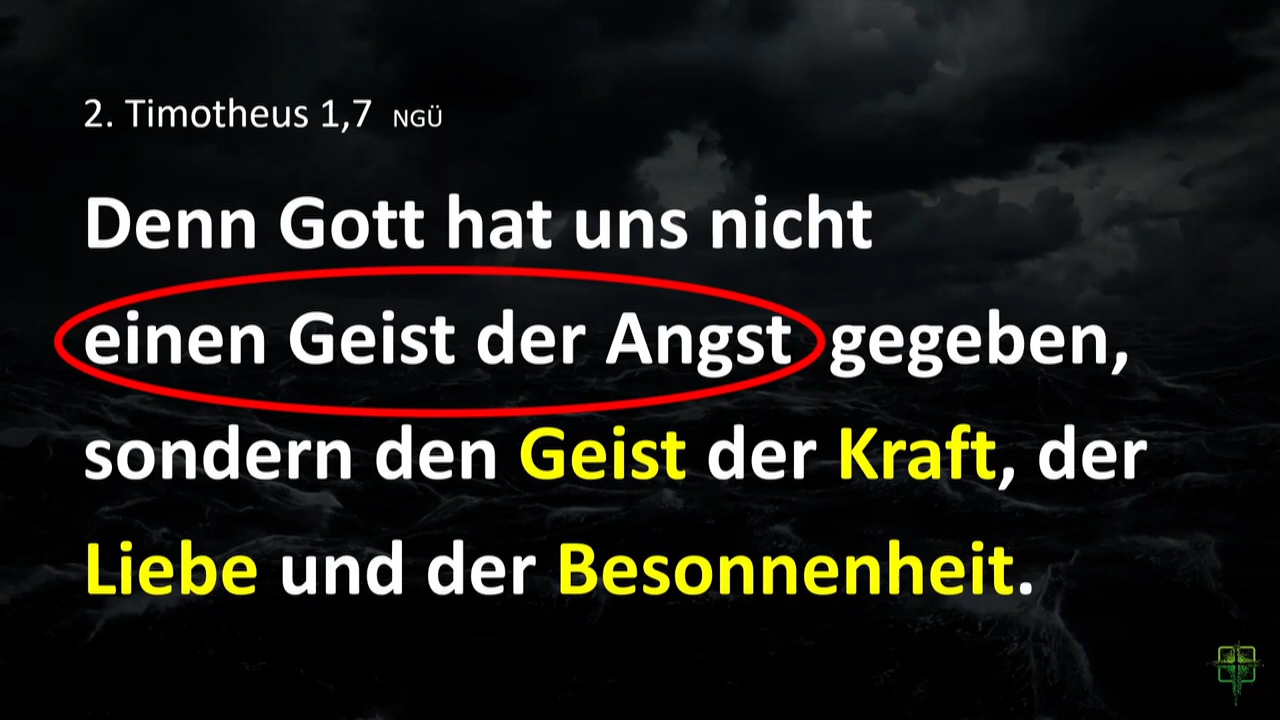 2. Timotheus 1,7 NGÜ
Denn Gott hat uns nicht
einen Geist der Angst gegeben,
sondern den Geist der Kraft, der
Liebe und der Besonnenheit.